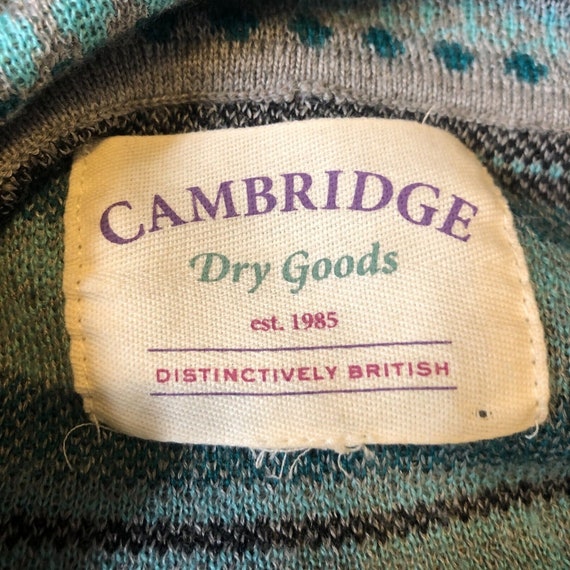 CAMBRIDGE
Dry Goods
est. 1985
DISTINCTIVELY BRITISH